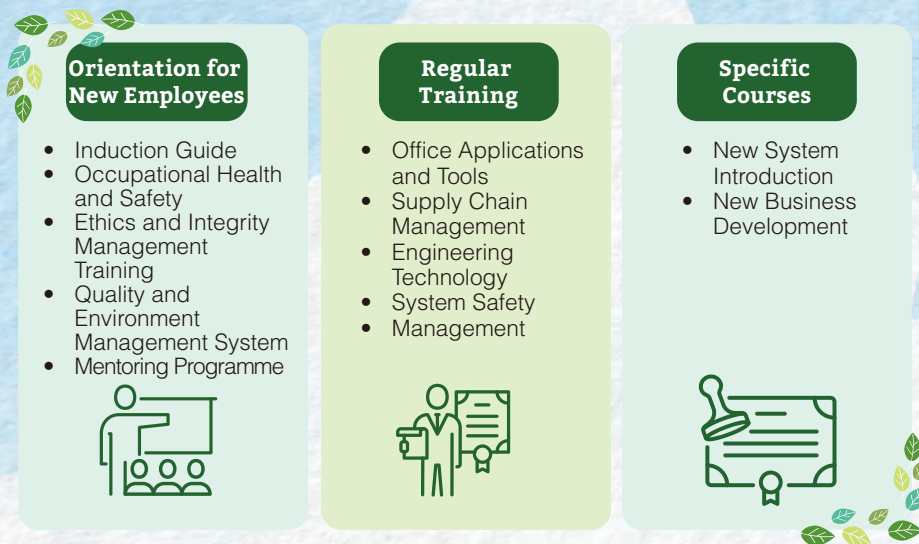 Orientation for
New Employees
• Induction Guide
• Occupational Health
and Safety
• Ethics and Integrity
Management
Training
• Quality and
Environment
Management System
• Mentoring Programme
Regular
Training
• Office Applications
and Tools
• Supply Chain
Management
• Engineering
Technology
• System Safety
• Management
Specific
Courses
• New System
Introduction
• New Business
Development